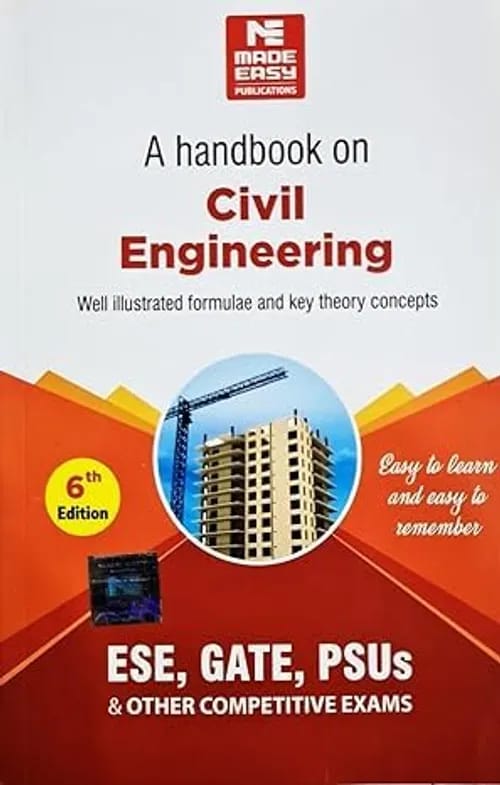 ME
MADE
EASY
PUBLICATIONS
A handbook on
Civil
Engineering
Well illustrated formulae and key theory concepts
6th
Edition
Easy to learn
and easy to
remember
ESE, GATE, PSUs
& OTHER COMPETITIVE EXAMS